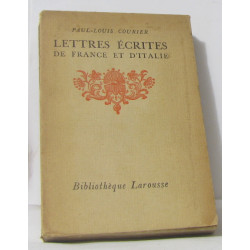 PAUL-LOUIS COURIER
LETTRES ÉCRITES
DE FRANCE ET D'ITALIE
Bibliothèque Larousse